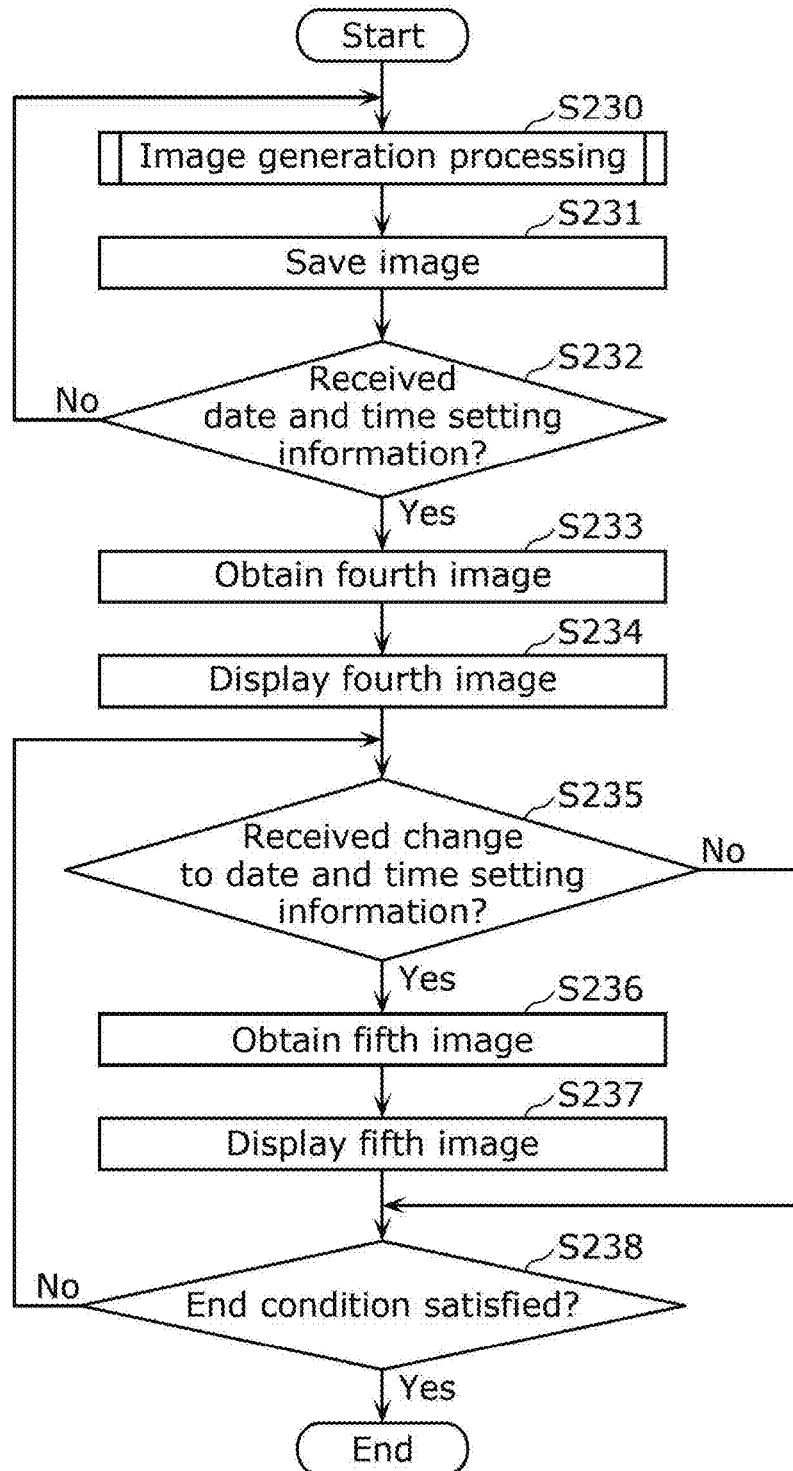 Start
S230
Image generation processing
S231
Save image
S232
Received
date and time setting
information?
No
Yes
S233
Obtain fourth image
S234
Display fourth image
S235
Received change
to date and time setting
information?
No
Yes
S236
Obtain fifth image
S237
Display fifth image
S238
End condition satisfied?
No
Yes
End